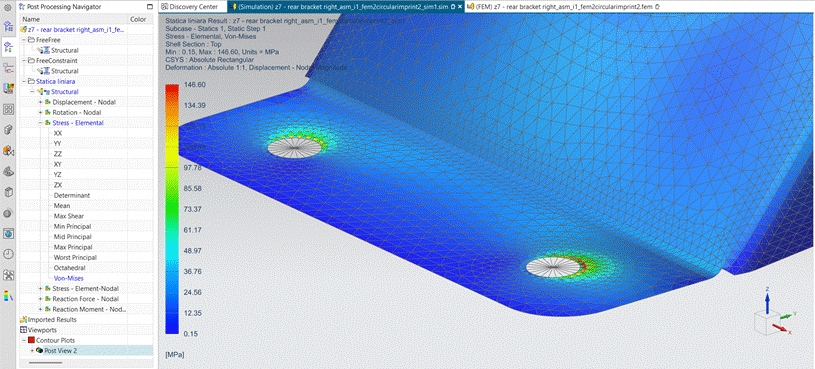 Post Processing Navigator
Name
Color
z7 - rear bracket right_asm_i1_fem...
FreeFree
Structural
FreeConstraint
Structural
Statica liniara
Structural
Displacement - Nodal
Rotation - Nodal
Stress - Elemental
XX
YY
ZZ
XY
YZ
ZX
Determinant
Mean
Max Shear
Min Principal
Mid Principal
Max Principal
Worst Principal
Octahedral
Von-Mises
Stress - Element-Nodal
Reaction Force - Nodal
Reaction Moment - Nod...
Imported Results
Viewports
Contour Plots
Post View 2
Discovery Center
(Simulation) z7 - rear bracket right_asm_i1_fem2circularimprint2_sim1.sim
(FEM) z7 - rear bracket right_asm_i1_fem2circularimprint2.fem
Statica liniara Result : z7 - rear bracket right_asm_i1_fem2circularimprint2_sim1
Subcase - Statics 1, Static Step 1
Stress - Elemental, Von-Mises
Shell Section : Top
Min : 0.15, Max : 146.60, Units = MPa
CSYS : Absolute Rectangular
Deformation : Absolute 1:1, Displacement - Nodal Magnitude
146.60
134.39
97.78
85.58
73.37
61.17
48.97
36.76
24.56
12.35
0.15
[MPa]
Z
Y
X